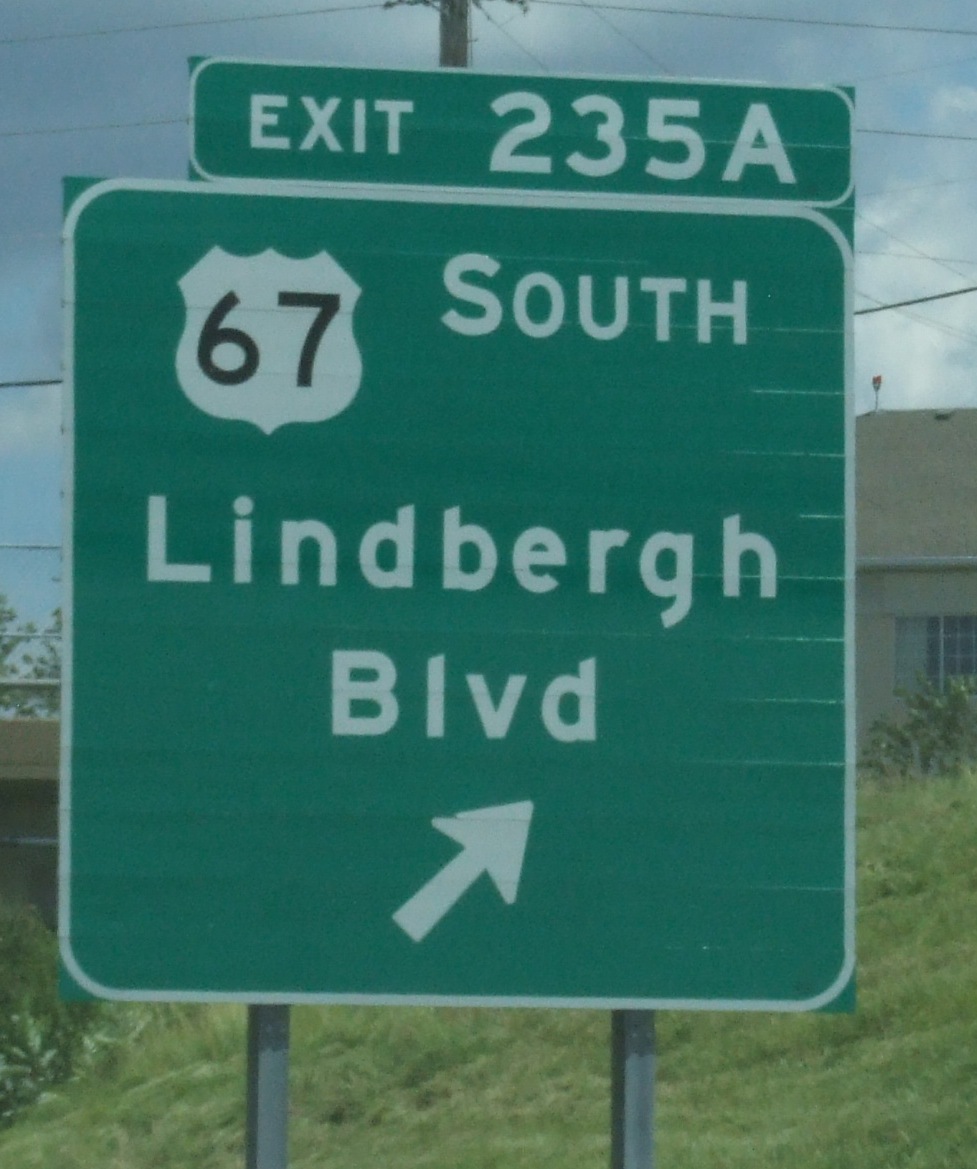 EXIT 235A
67 SOUTH
Lindbergh
Blvd